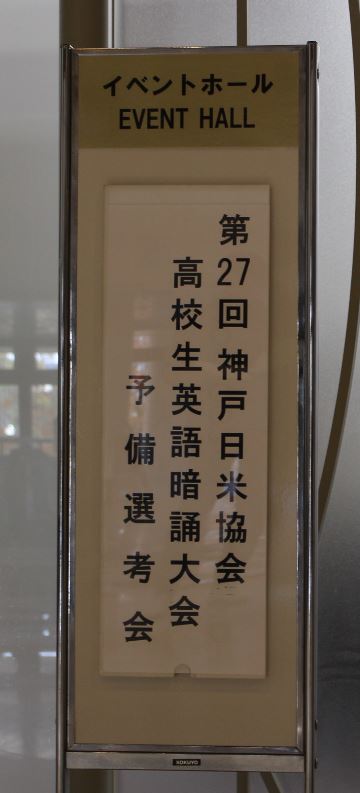 イベントホール
EVENT HALL
第27回 神戸日米協会
高校生英語暗誦大会
予備選考会
KOKUYO